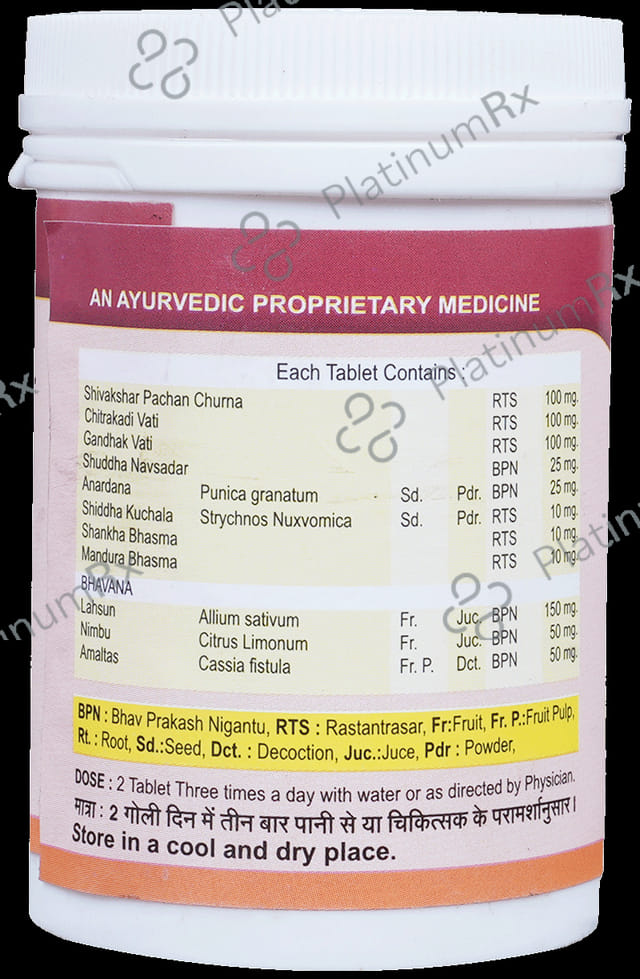 PlatinumRx
PlatinumRx
PlatinumRx
AN AYURVEDIC PROPRIETARY MEDICINE
Each Tablet Contains :
Shivakshar Pachan Churna RTS 100 mg.
Chitrakadi Vati RTS 100 mg.
Gandhak Vati RTS 100 mg.
Shuddha Navsadar BPN 25 mg.
Anardana Punica granatum Sd. Pdr. BPN 25 mg.
Shiddha Kuchala Strychnos Nuxvomica Sd. Pdr. RTS 10 mg.
Shankha Bhasma RTS 10 mg.
Mandura Bhasma RTS 10 mg.
BHAVANA
Lahsun Allium sativum Fr. Juc. BPN 150 mg.
Nimbu Citrus Limonum Fr. Juc. BPN 50 mg.
Amaltas Cassia fistula Fr. P. Dct. BPN 50 mg.
BPN : Bhav Prakash Nigantu, RTS : Rastantrasar, Fr:Fruit, Fr. P.:Fruit Pulp,
Rt. : Root, Sd.:Seed, Dct. : Decoction, Juc.:Juce, Pdr : Powder,
DOSE : 2 Tablet Three times a day with water or as directed by Physician.
मात्रा : 2 गोली दिन में तीन बार पानी से या चिकित्सक के परामर्शानुसार।
Store in a cool and dry place.